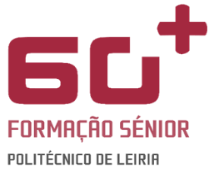 60+
FORMAÇÃO SÉNIOR
POLITÉCNICO DE LEIRIA